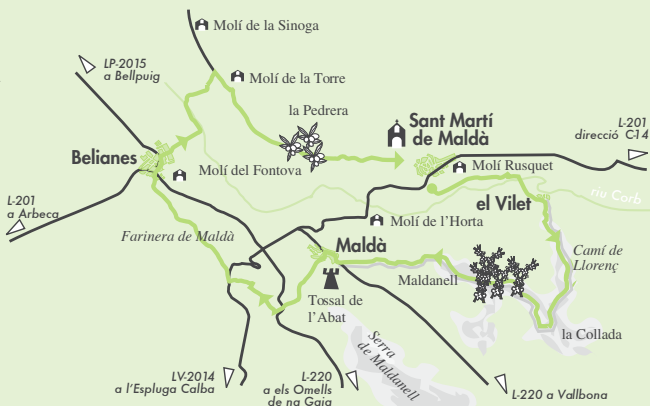 Molí de la Sinoga
LP-2015
a Bellpuig
Molí de la Torre
la Pedrera
Sant Martí
de Maldà
L-201
direcció C-14
Belianes
Molí del Fontova
Molí Rusquet
riu Corb
el Vilet
L-201
a Arbeca
Farinera de Maldà
Molí de l'Horta
Maldà
Camí de
Llorenç
Maldanell
Tossal de
l'Abat
la Collada
Serra
de Maldanell
LV-2014
a l'Espluga Calba
L-220
a els Omells
de na Gaia
L-220 a Vallbona